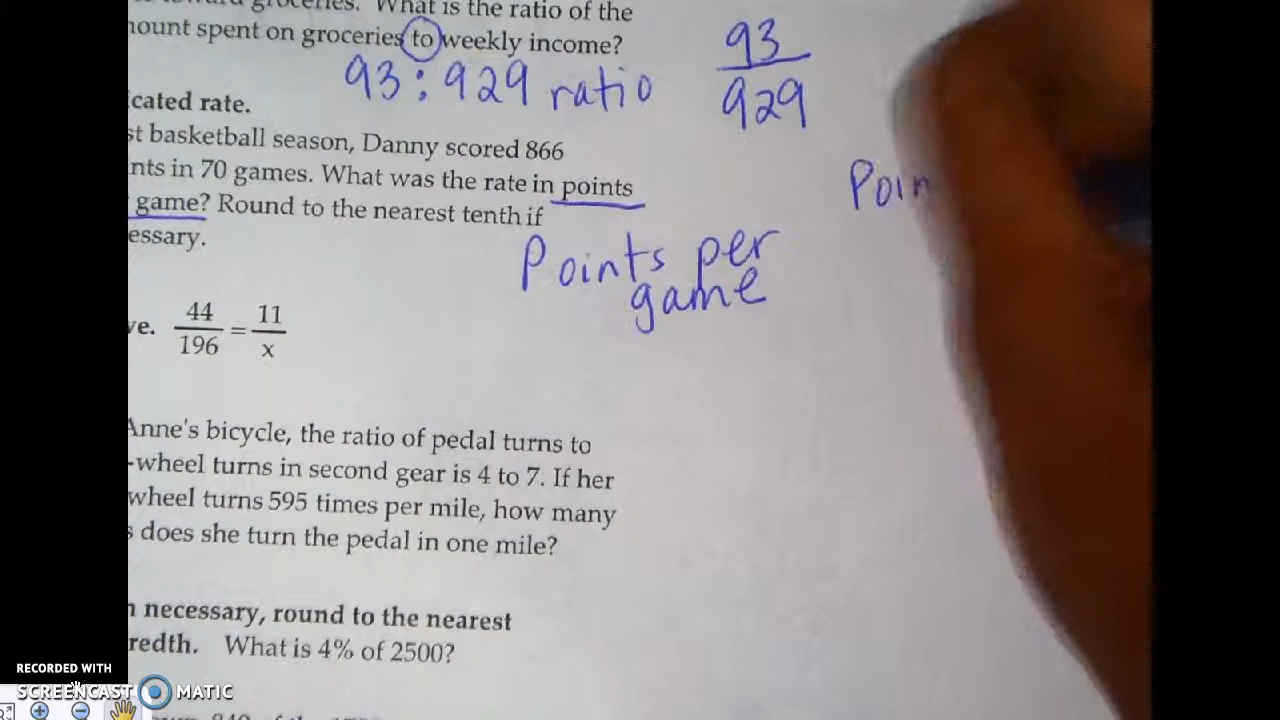 groceries. What is the ratio of the
mount spent on groceries to weekly income?
93 : 929 ratio
93
929
cated rate.
st basketball season, Danny scored 866
nts in 70 games. What was the rate in points
game? Round to the nearest tenth if
essary.
Poin
Points per
game
ve. 44/196 = 11/x
Anne's bicycle, the ratio of pedal turns to
-wheel turns in second gear is 4 to 7. If her
wheel turns 595 times per mile, how many
s does she turn the pedal in one mile?
n necessary, round to the nearest
redth. What is 4% of 2500?
RECORDED WITH
SCREENCAST MATIC